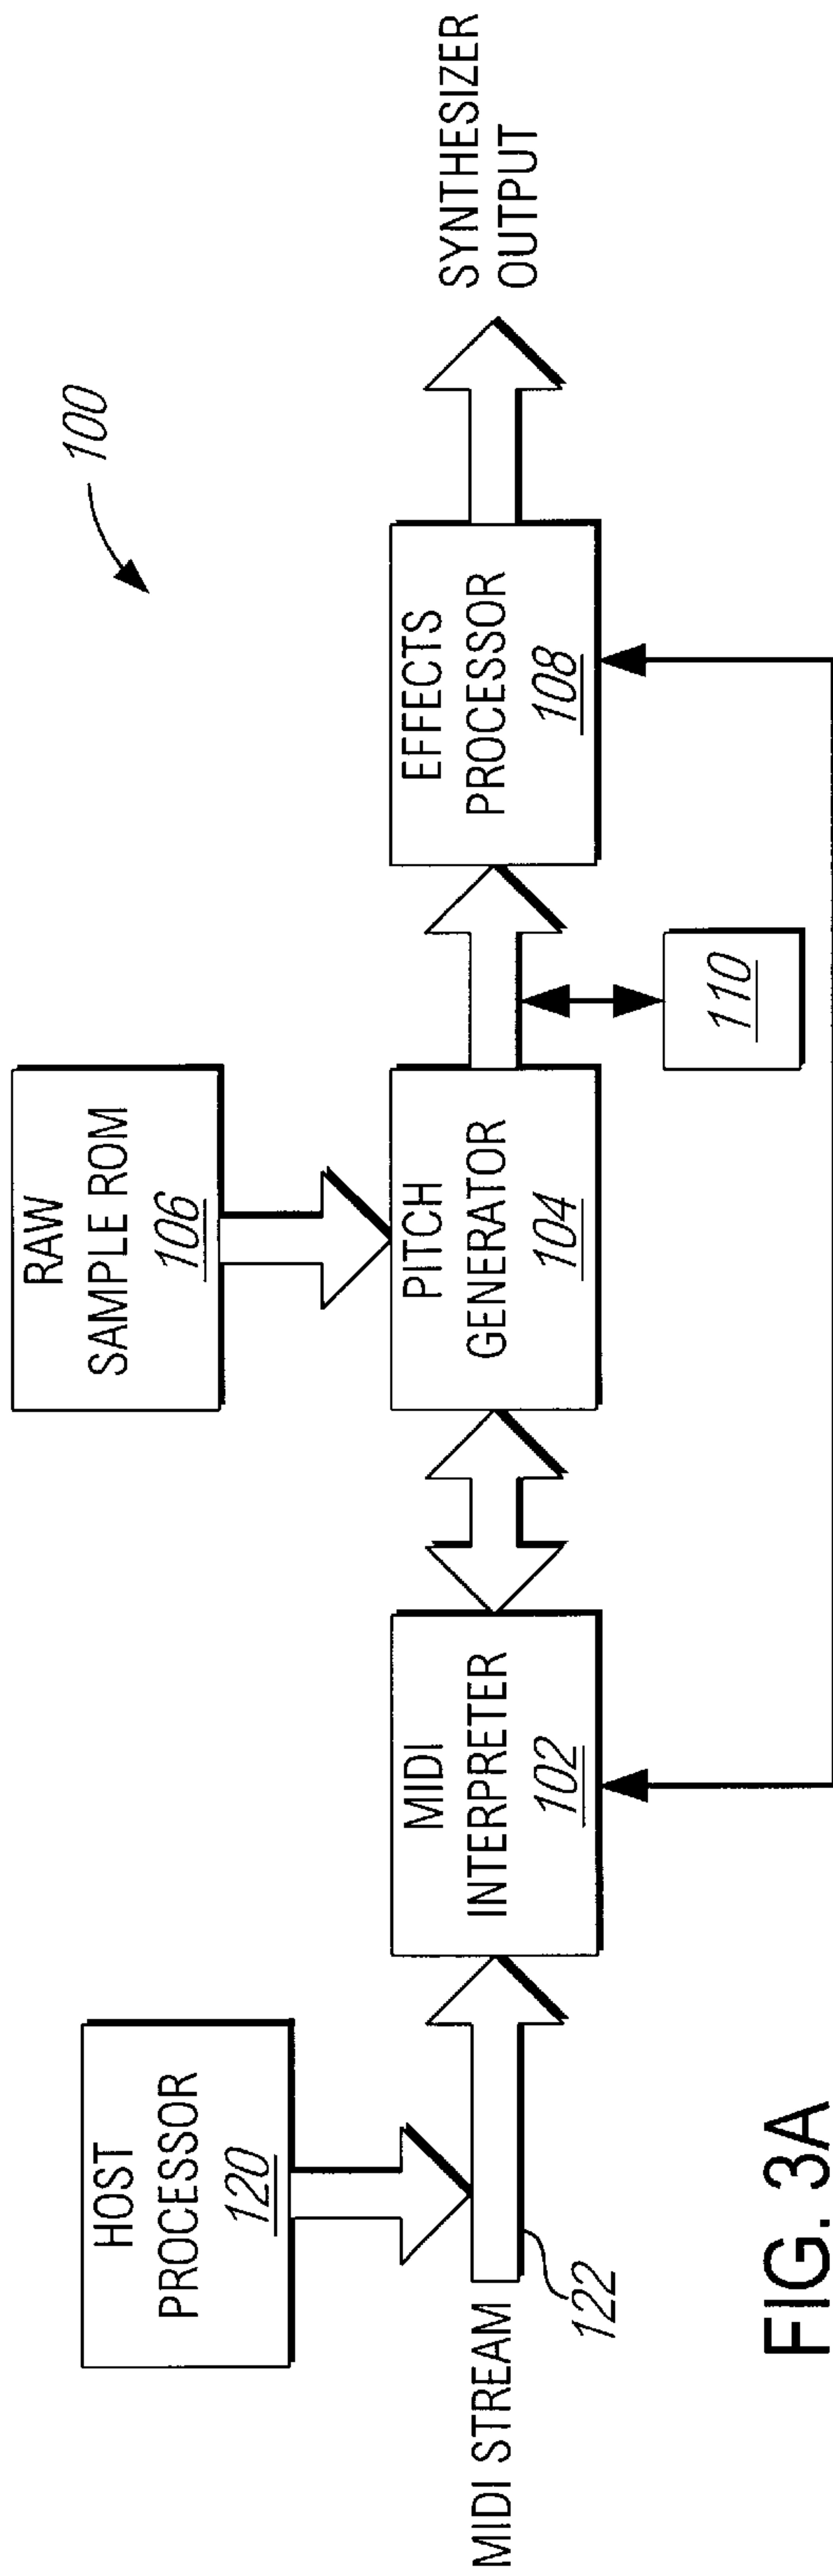 100
RAW
SAMPLE ROM
106
HOST
PROCESSOR
120
MIDI STREAM
122
MIDI
INTERPRETER
102
PITCH
GENERATOR
104
110
EFFECTS
PROCESSOR
108
SYNTHESIZER
OUTPUT
FIG. 3A